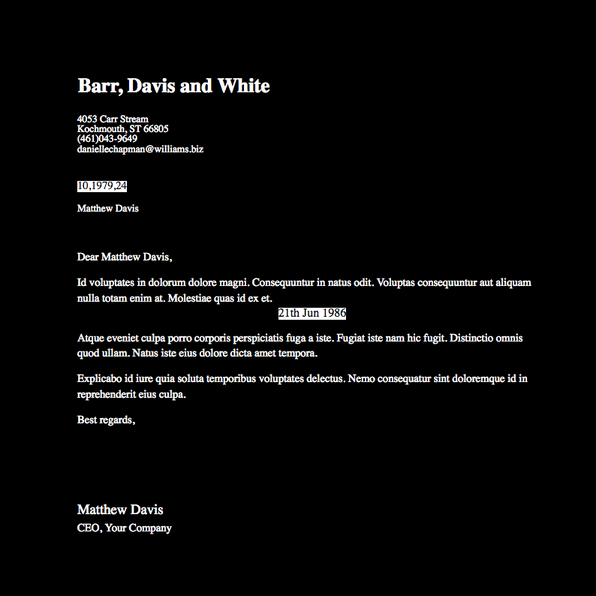 Barr, Davis and White
4053 Carr Stream
Kochmouth, ST 66805
(461)043-9649
daniellechapman@williams.biz
10,1979,24
Matthew Davis
Dear Matthew Davis,
Id voluptates in dolorum dolore magni. Consequuntur in natus odit. Voluptas consequuntur aut aliquam
nulla totam enim at. Molestiae quas id ex et.
21th Jun 1986
Atque eveniet culpa porro corporis perspiciatis fuga a iste. Fugiat iste nam hic fugit. Distinctio omnis
quod ullam. Natus iste eius dolore dicta amet tempora.
Explicabo id iure quia soluta temporibus voluptates delectus. Nemo consequatur sint doloremque id in
reprehenderit eius culpa.
Best regards,
Matthew Davis
CEO, Your Company